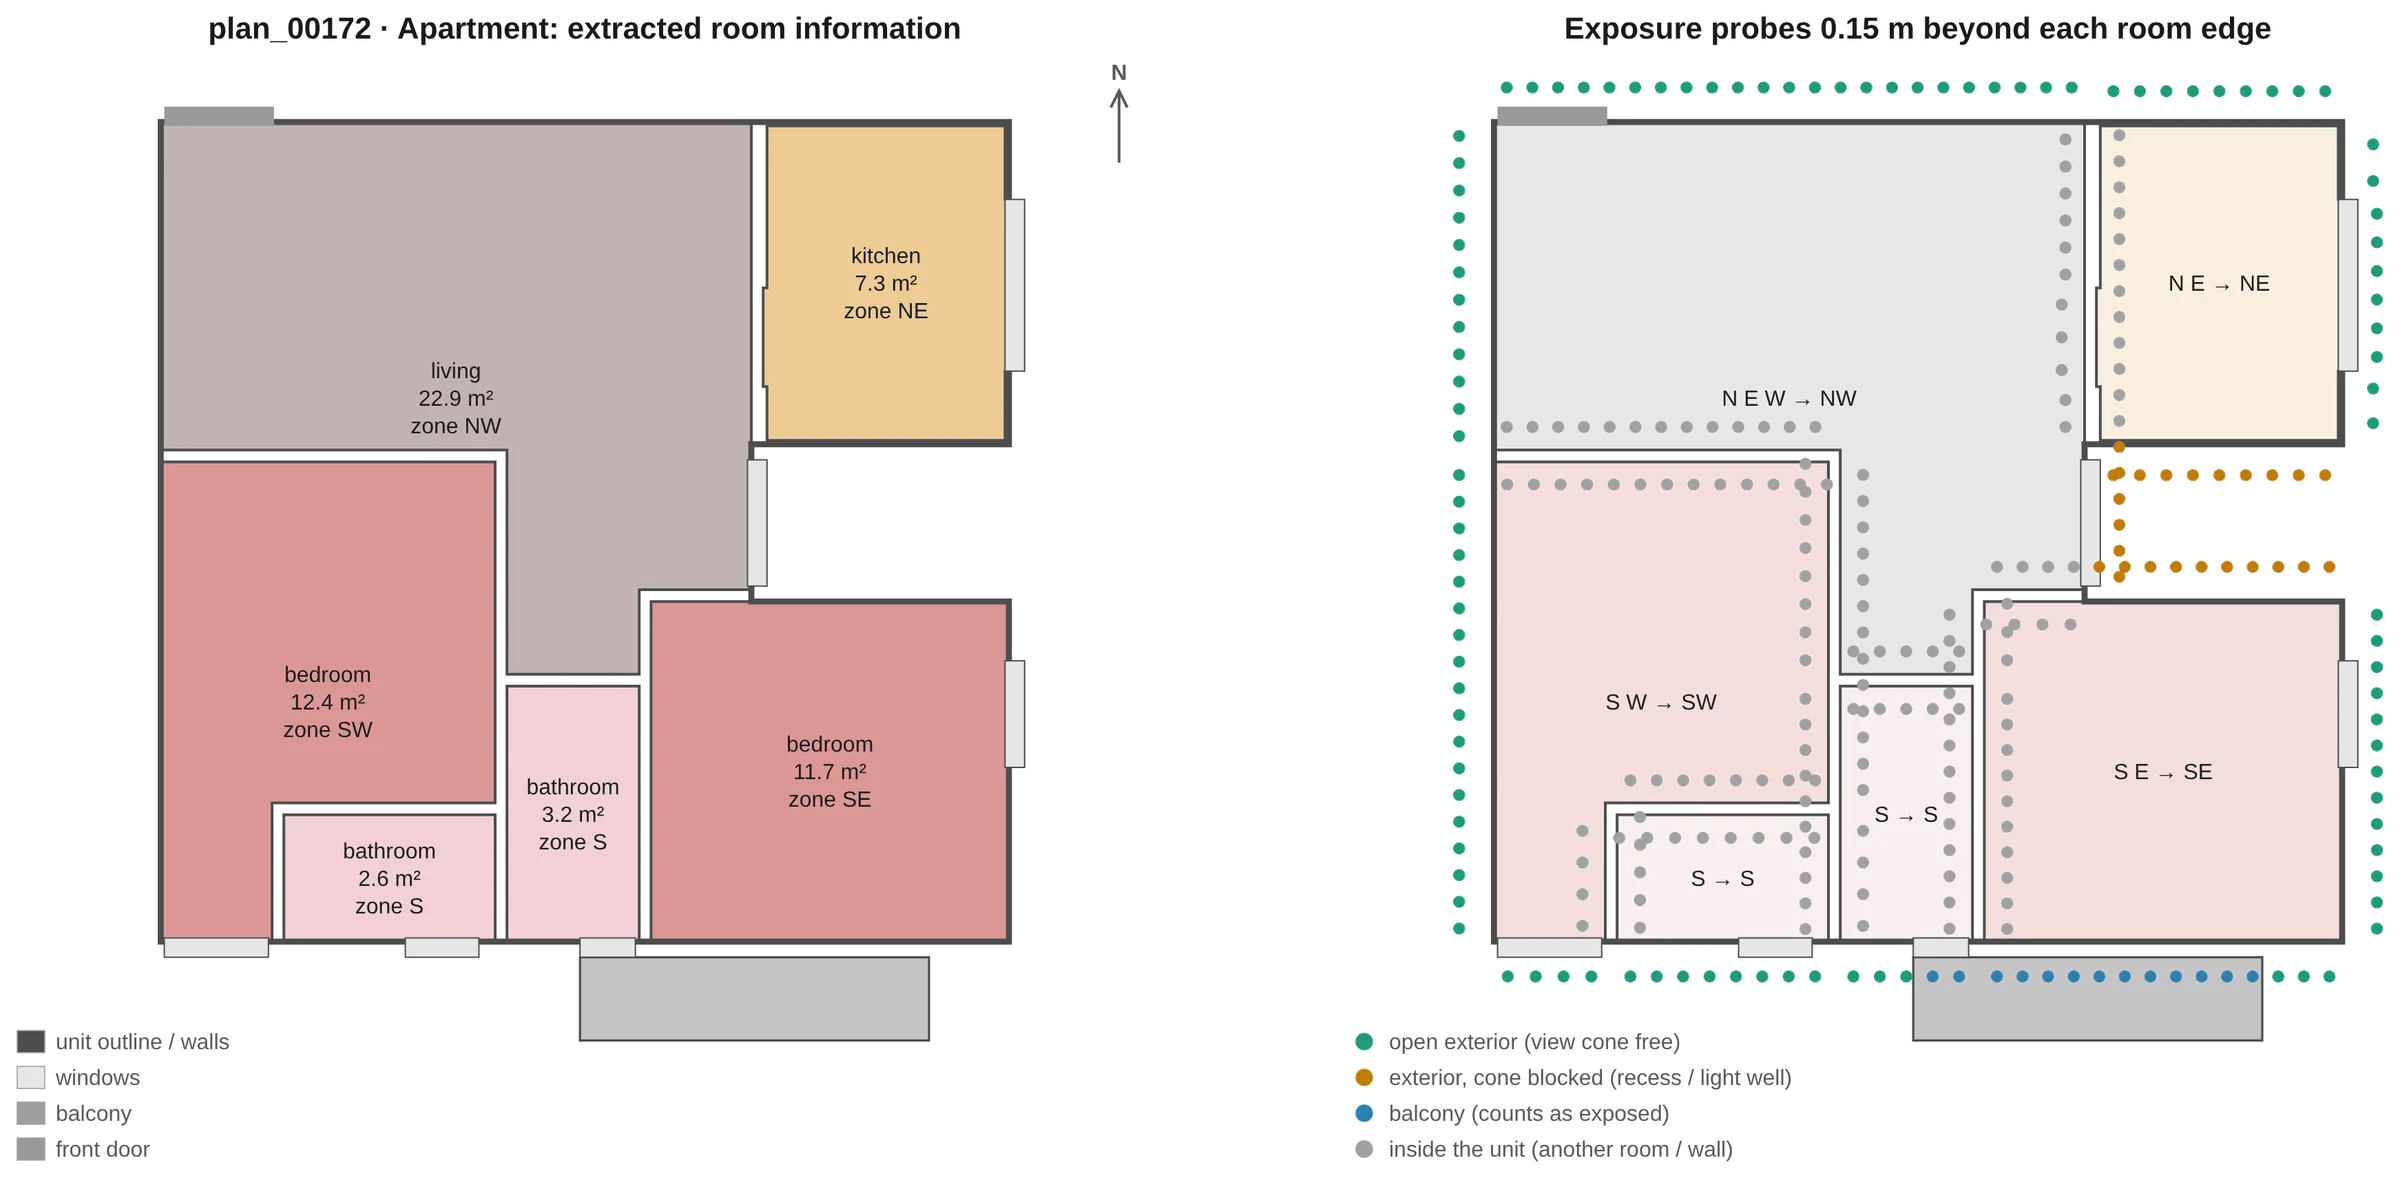 plan_00172 · Apartment: extracted room information
N
kitchen
7.3 m²
zone NE
living
22.9 m²
zone NW
bedroom
12.4 m²
zone SW
bedroom
11.7 m²
zone SE
bathroom
3.2 m²
zone S
bathroom
2.6 m²
zone S
unit outline / walls
windows
balcony
front door
Exposure probes 0.15 m beyond each room edge
N E → NE
N E W → NW
S W → SW
S E → SE
S → S
S → S
open exterior (view cone free)
exterior, cone blocked (recess / light well)
balcony (counts as exposed)
inside the unit (another room / wall)